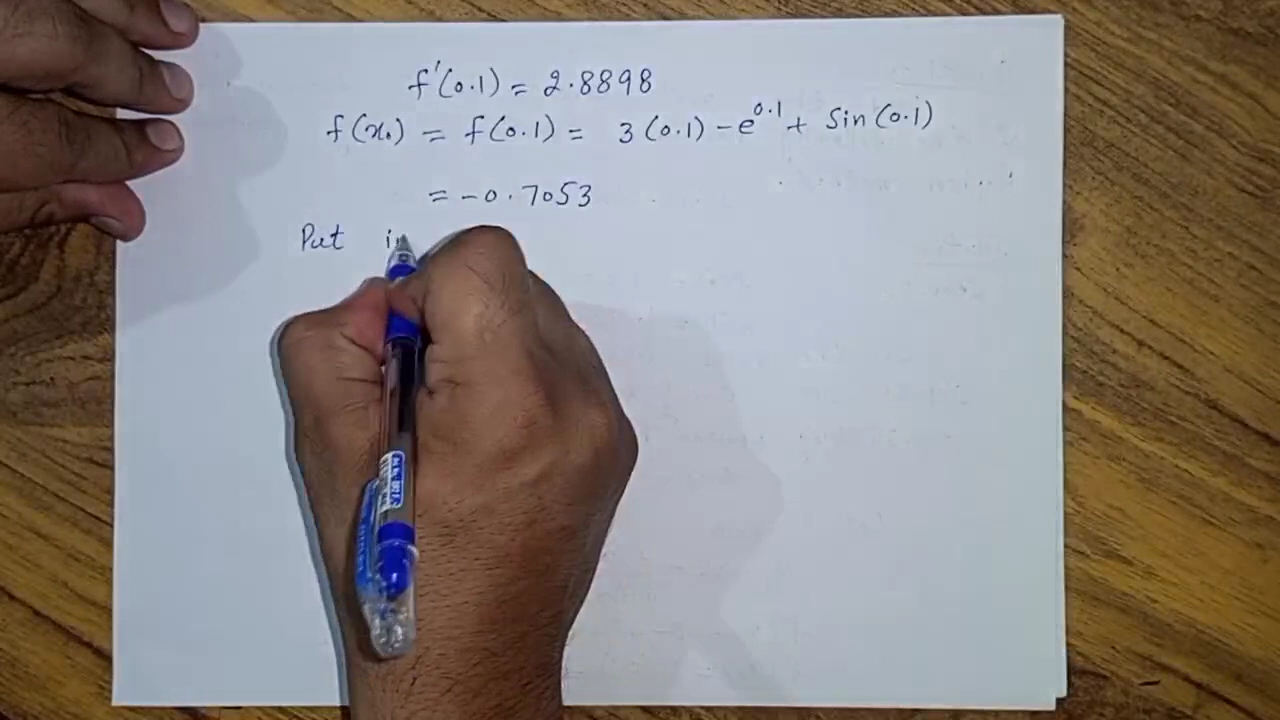 f'(0.1) = 2.8898
f(x₀) = f(0.1) = 3(0.1) - e^0.1 + Sin(0.1)
= -0.7053
Put